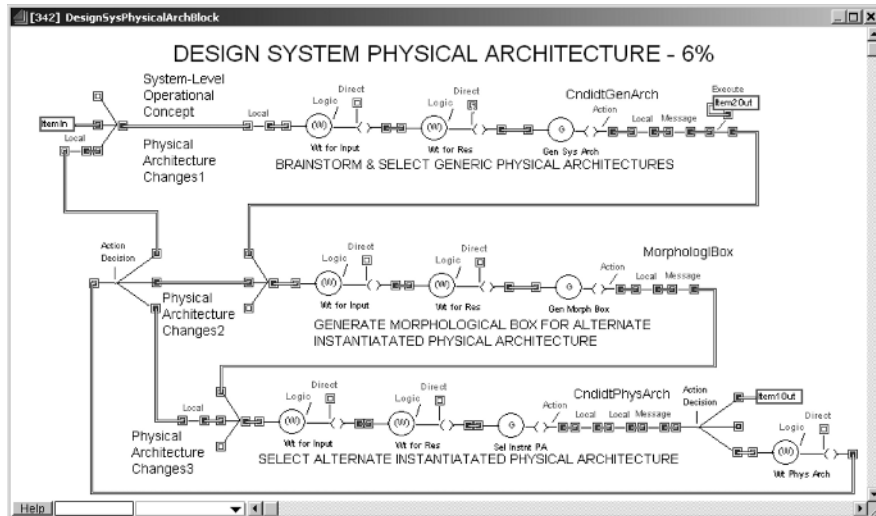 [342] DesignSysPhysicalArchBlock
DESIGN SYSTEM PHYSICAL ARCHITECTURE - 6%
System-Level
Operational
Concept
ItemIn
Local
Physical
Architecture
Changes1
Local
Logic
Direct
(W)
Wt for Input
Logic
Direct
(W)
Wt for Res
CndidtGenArch
G
Gen Sys Arch
Action
Local
Message
Execute
Item2Out
BRAINSTORM & SELECT GENERIC PHYSICAL ARCHITECTURES
Action
Decision
Physical
Architecture
Changes2
Logic
Direct
(W)
Wt for Input
Logic
Direct
(W)
Wt for Res
MorphologlBox
G
Gen Morph Box
Action
Local
Message
GENERATE MORPHOLOGICAL BOX FOR ALTERNATE
INSTANTIATATED PHYSICAL ARCHITECTURE
Local
Physical
Architecture
Changes3
Logic
Direct
(W)
Wt for Input
Logic
Direct
(W)
Wt for Res
CndidtPhysArch
G
Sel Instnt PA
Action
Local
Local
Message
Action
Decision
Item1Out
Logic
Direct
(W)
Wt Phys Arch
SELECT ALTERNATE INSTANTIATATED PHYSICAL ARCHITECTURE
Help